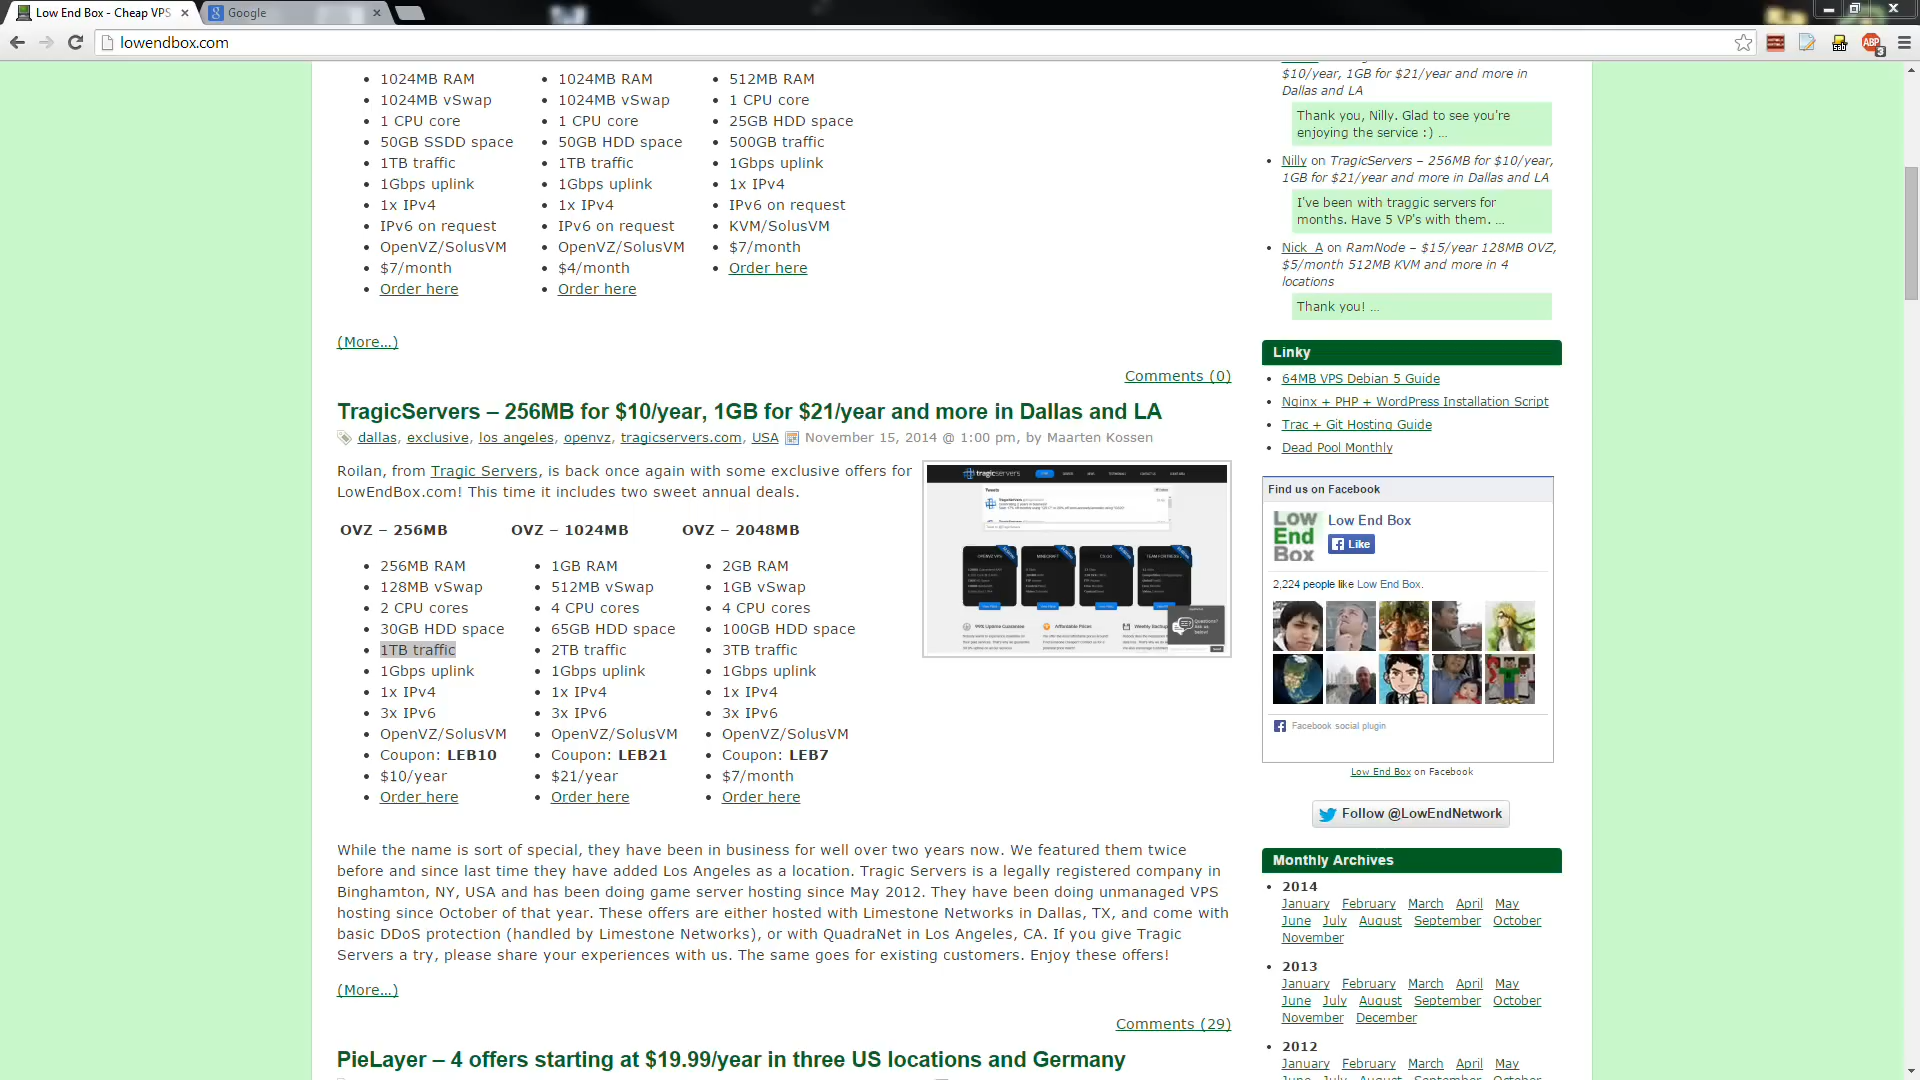 Low End Box - Cheap VPS
Google
lowendbox.com
3
1024MB RAM
1024MB vSwap
1 CPU core
50GB SSDD space
1TB traffic
1Gbps uplink
1x IPv4
IPv6 on request
OpenVZ/SolusVM
$7/month
Order here
1024MB RAM
1024MB vSwap
1 CPU core
50GB HDD space
1TB traffic
1Gbps uplink
1x IPv4
IPv6 on request
OpenVZ/SolusVM
$4/month
Order here
512MB RAM
1 CPU core
25GB HDD space
500GB traffic
1Gbps uplink
1x IPv4
IPv6 on request
KVM/SolusVM
$7/month
Order here
(More...)
Comments (0)
TragicServers – 256MB for $10/year, 1GB for $21/year and more in Dallas and LA
dallas, exclusive, los angeles, openvz, tragicservers.com, USA November 15, 2014 @ 1:00 pm, by Maarten Kossen
Roilan, from Tragic Servers, is back once again with some exclusive offers for
LowEndBox.com! This time it includes two sweet annual deals.
tragicservers
OVZ – 256MB
256MB RAM
128MB vSwap
2 CPU cores
30GB HDD space
1TB traffic
1Gbps uplink
1x IPv4
3x IPv6
OpenVZ/SolusVM
Coupon: LEB10
$10/year
Order here
OVZ – 1024MB
1GB RAM
512MB vSwap
4 CPU cores
65GB HDD space
2TB traffic
1Gbps uplink
1x IPv4
3x IPv6
OpenVZ/SolusVM
Coupon: LEB21
$21/year
Order here
OVZ – 2048MB
2GB RAM
1GB vSwap
4 CPU cores
100GB HDD space
3TB traffic
1Gbps uplink
1x IPv4
3x IPv6
OpenVZ/SolusVM
Coupon: LEB7
$7/month
Order here
While the name is sort of special, they have been in business for well over two years now. We featured them twice
before and since last time they have added Los Angeles as a location. Tragic Servers is a legally registered company in
Binghamton, NY, USA and has been doing game server hosting since May 2012. They have been doing unmanaged VPS
hosting since October of that year. These offers are either hosted with Limestone Networks in Dallas, TX, and come with
basic DDoS protection (handled by Limestone Networks), or with QuadraNet in Los Angeles, CA. If you give Tragic
Servers a try, please share your experiences with us. The same goes for existing customers. Enjoy these offers!
(More...)
Comments (29)
PieLayer – 4 offers starting at $19.99/year in three US locations and Germany
$10/year, 1GB for $21/year and more in
Dallas and LA
Thank you, Nilly. Glad to see you're
enjoying the service :) ...
Nilly on TragicServers – 256MB for $10/year,
1GB for $21/year and more in Dallas and LA
I've been with traggic servers for
months. Have 5 VP's with them. ...
Nick_A on RamNode – $15/year 128MB OVZ,
$5/month 512MB KVM and more in 4
locations
Thank you! ...
Linky
64MB VPS Debian 5 Guide
Nginx + PHP + WordPress Installation Script
Trac + Git Hosting Guide
Dead Pool Monthly
Find us on Facebook
Low
End
Box
Low End Box
Like
2,224 people like Low End Box.
Facebook social plugin
Low End Box on Facebook
Follow @LowEndNetwork
Monthly Archives
2014
January February March April May
June July August September October
November
2013
January February March April May
June July August September October
November December
2012
January February March April May
June July August September October